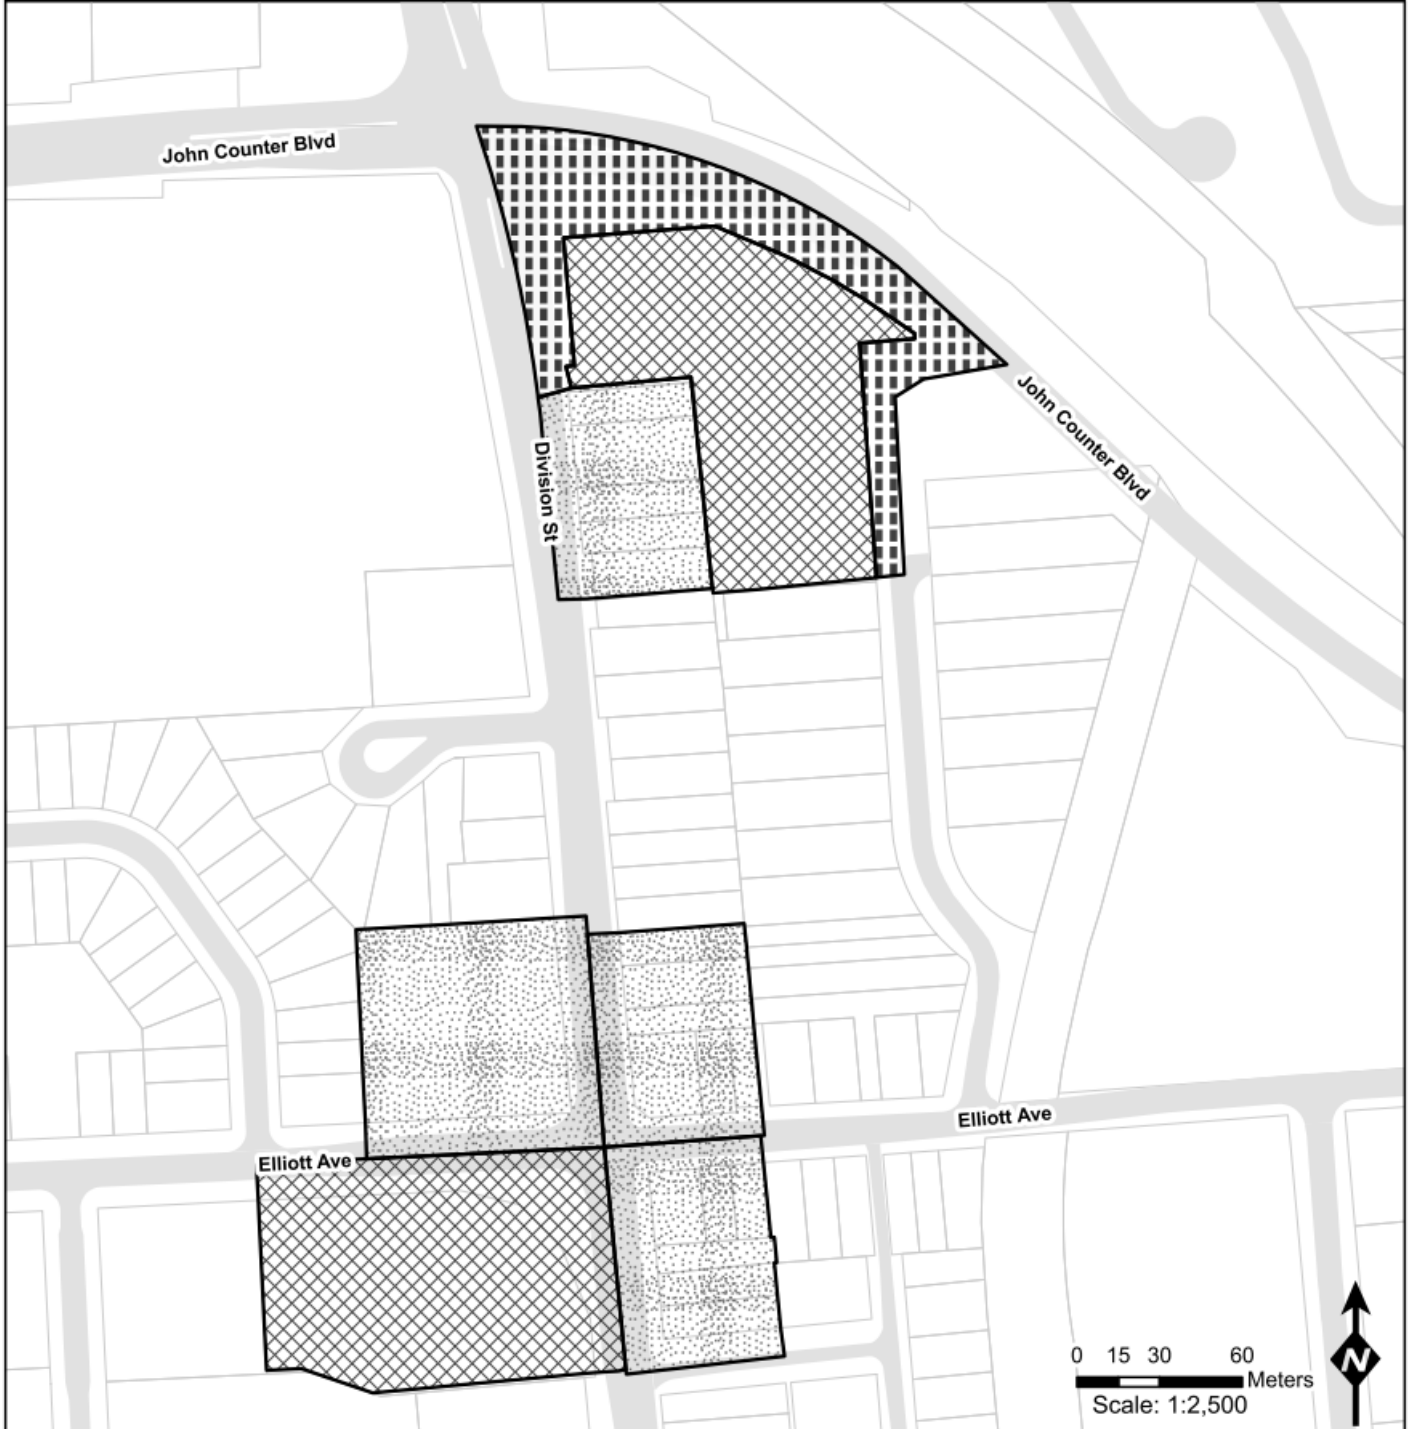 John Counter Blvd
John Counter Blvd
Division St
Elliott Ave
Elliott Ave
0 15 30 60
Meters
Scale: 1:2,500
N